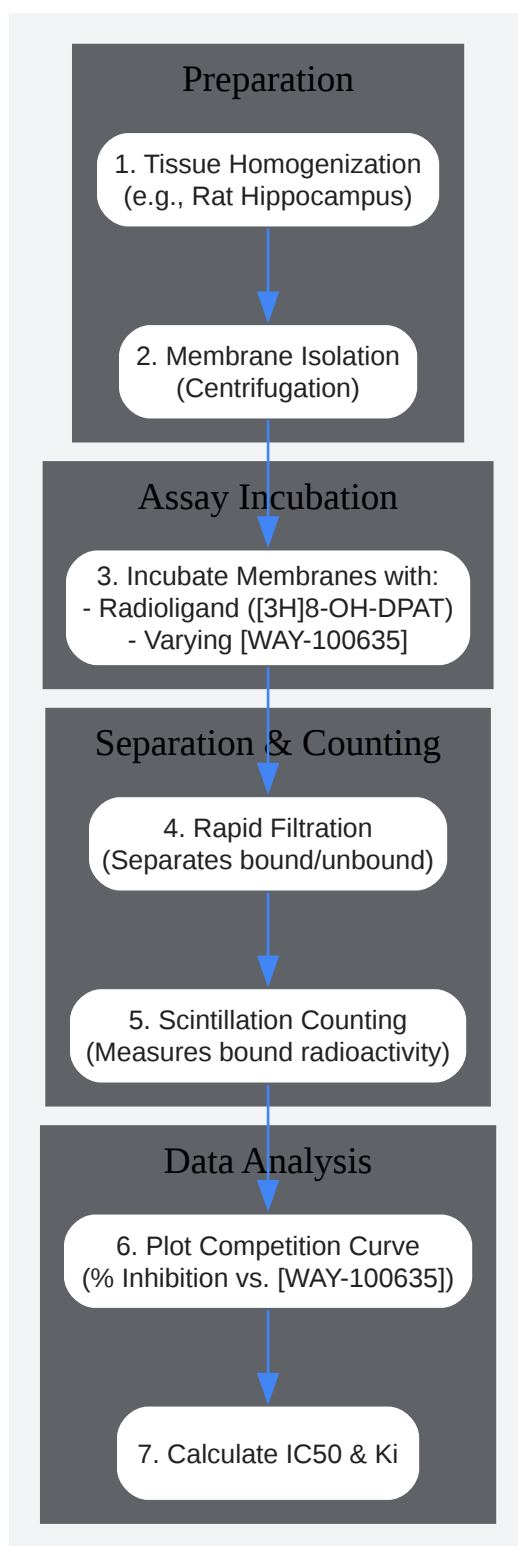 Preparation
1. Tissue Homogenization
(e.g., Rat Hippocampus)
2. Membrane Isolation
(Centrifugation)
Assay Incubation
3. Incubate Membranes with:
- Radioligand ([3H]8-OH-DPAT)
- Varying [WAY-100635]
Separation & Counting
4. Rapid Filtration
(Separates bound/unbound)
5. Scintillation Counting
(Measures bound radioactivity)
Data Analysis
6. Plot Competition Curve
(% Inhibition vs. [WAY-100635])
7. Calculate IC50 & Ki